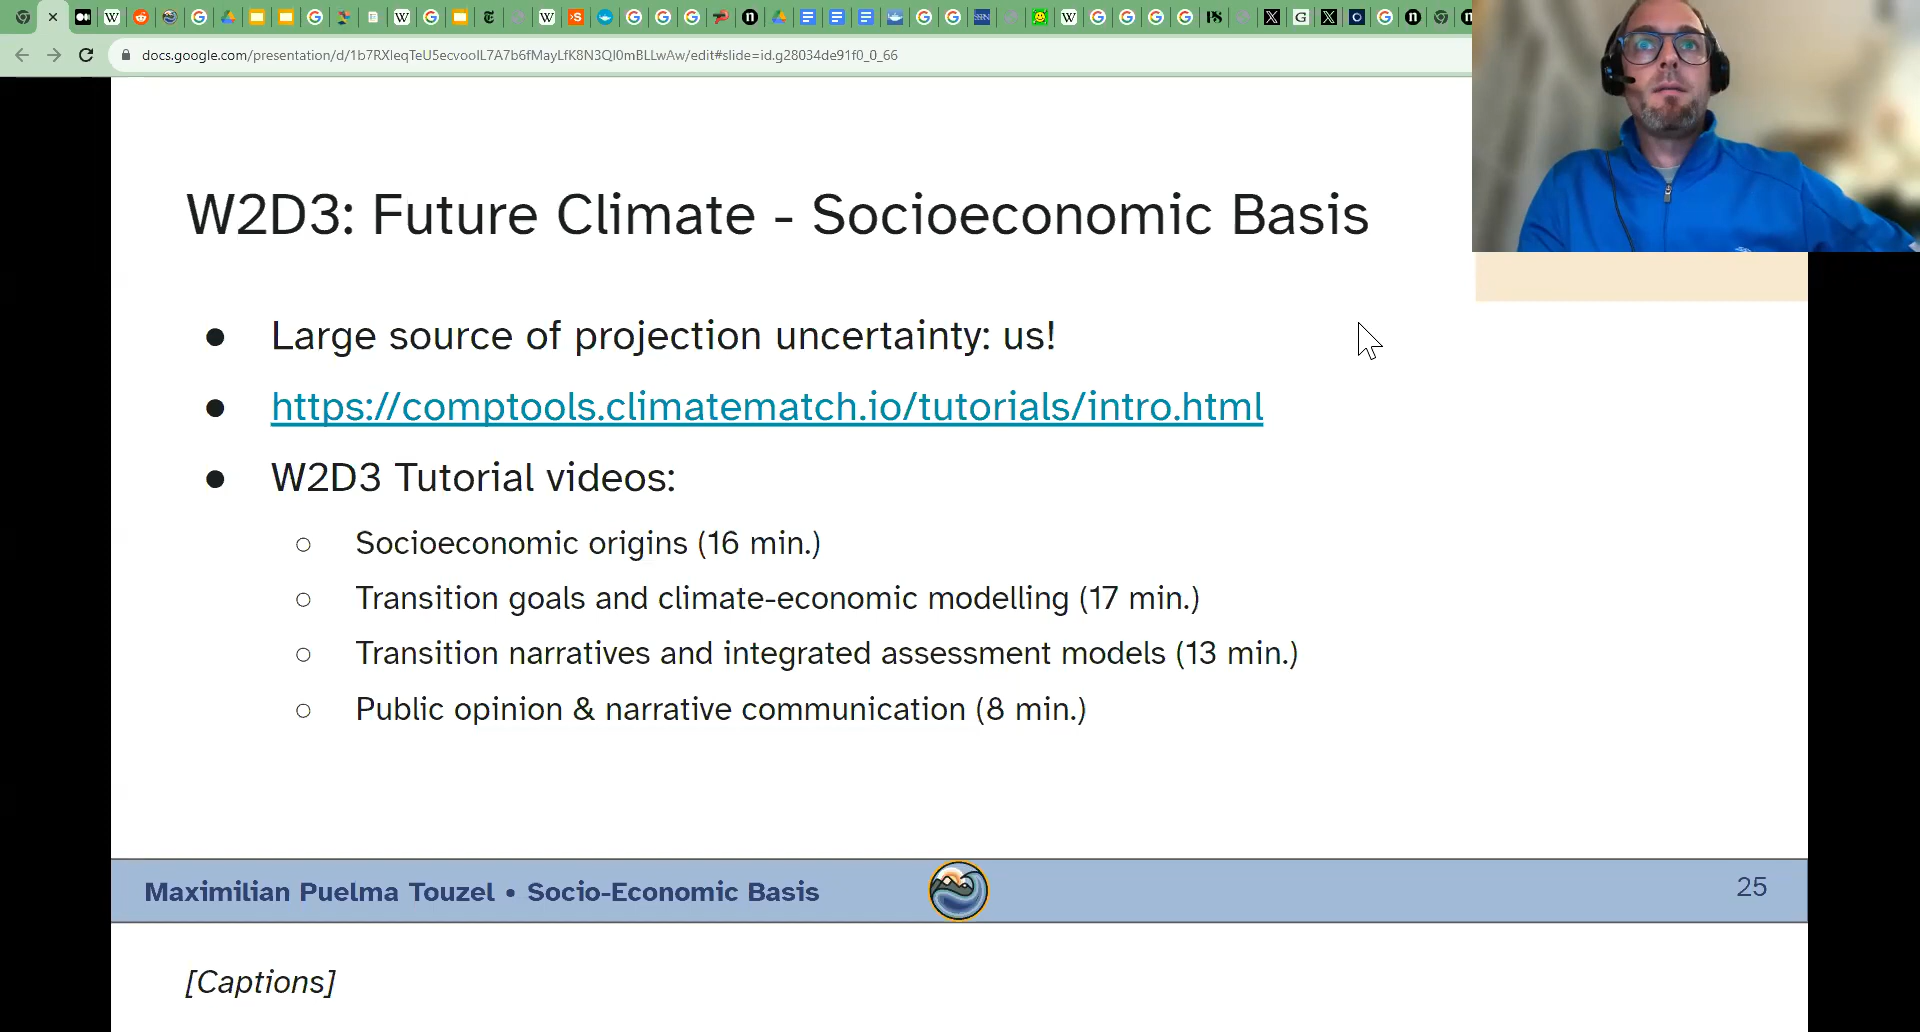 docs.google.com/presentation/d/1b7RXleqTeU5ecvoolL7A7b6fMayLfK8N3Ql0mBLLwAw/edit#slide=id.g28034de91f0_0_66
W2D3: Future Climate - Socioeconomic Basis
● Large source of projection uncertainty: us!
● https://comptools.climatematch.io/tutorials/intro.html
● W2D3 Tutorial videos:
○ Socioeconomic origins (16 min.)
○ Transition goals and climate-economic modelling (17 min.)
○ Transition narratives and integrated assessment models (13 min.)
○ Public opinion & narrative communication (8 min.)
Maximilian Puelma Touzel • Socio-Economic Basis
25
[Captions]